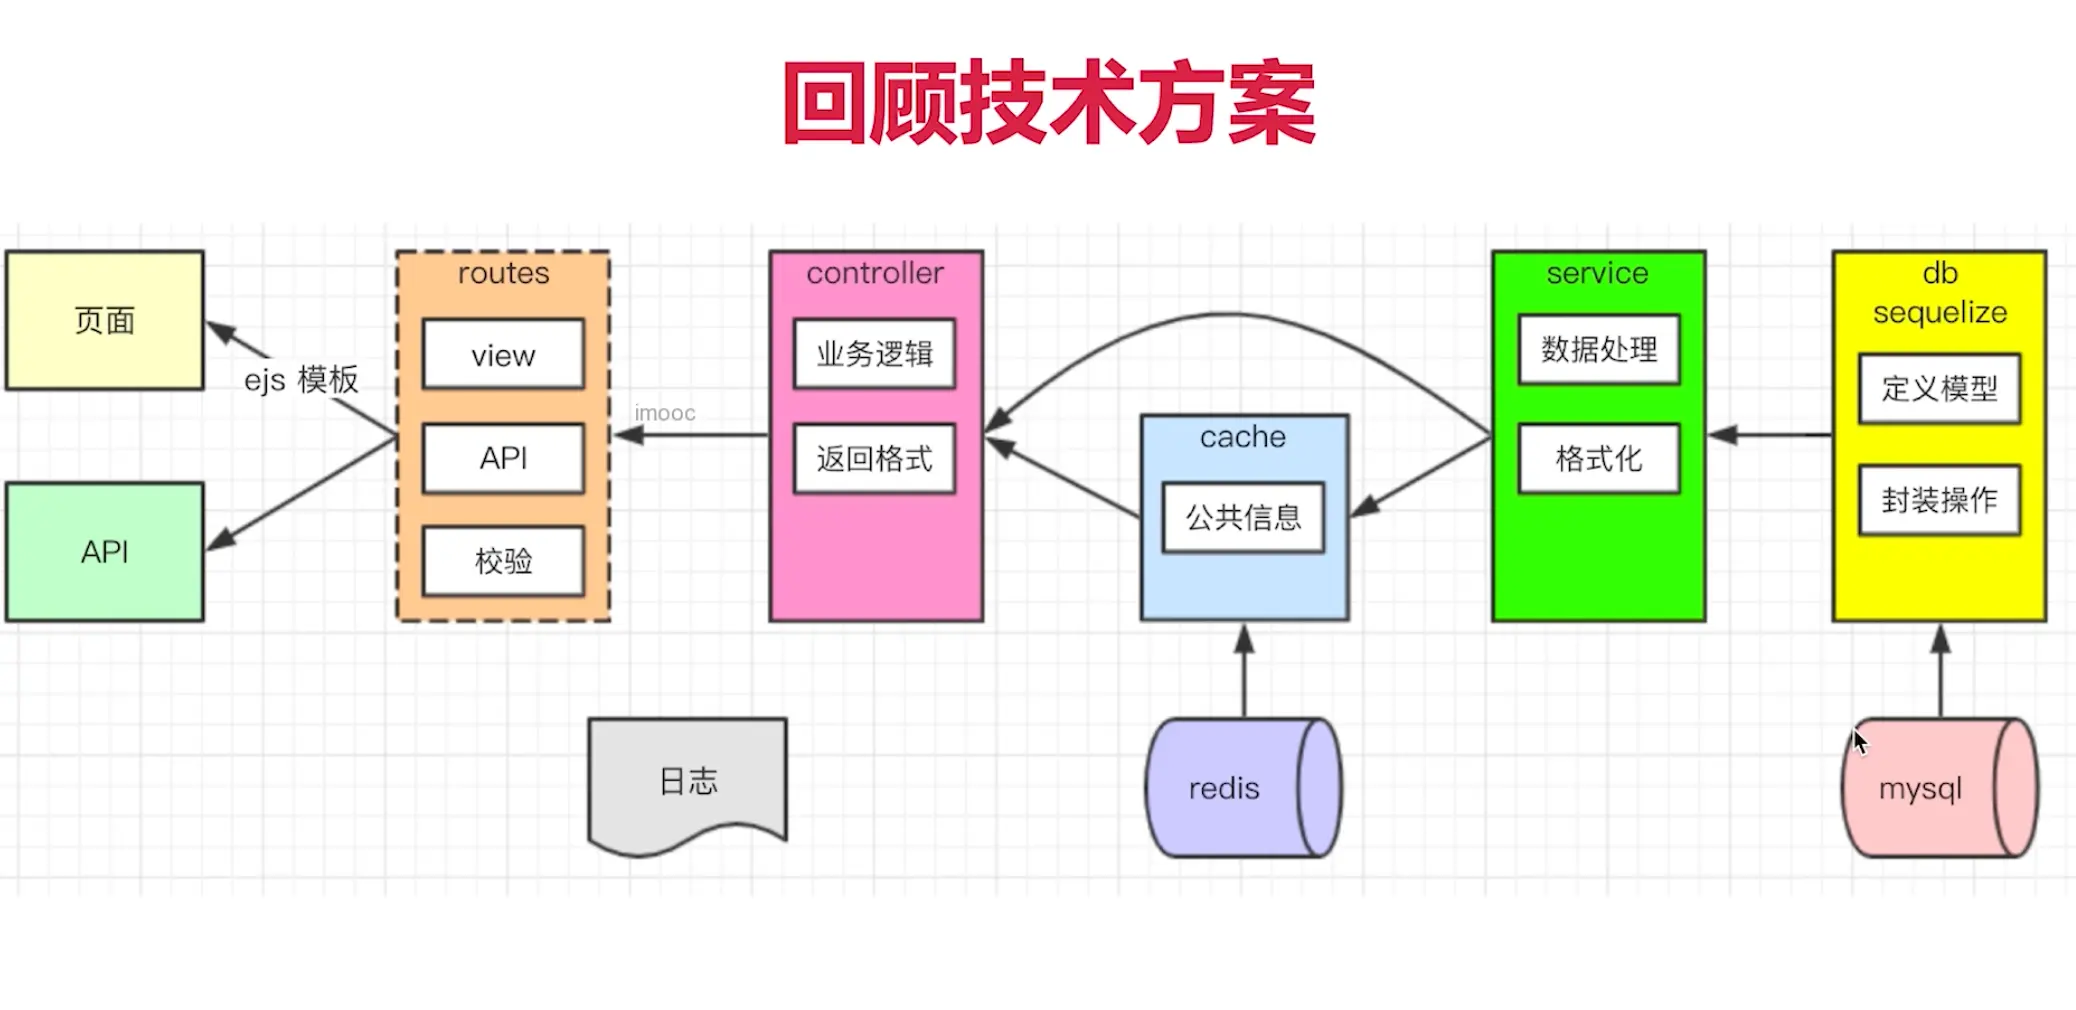 回顾技术方案
页面
API
ejs 模板
routes
view
API
校验
imooc
controller
业务逻辑
返回格式
cache
公共信息
service
数据处理
格式化
db
sequelize
定义模型
封装操作
日志
redis
mysql